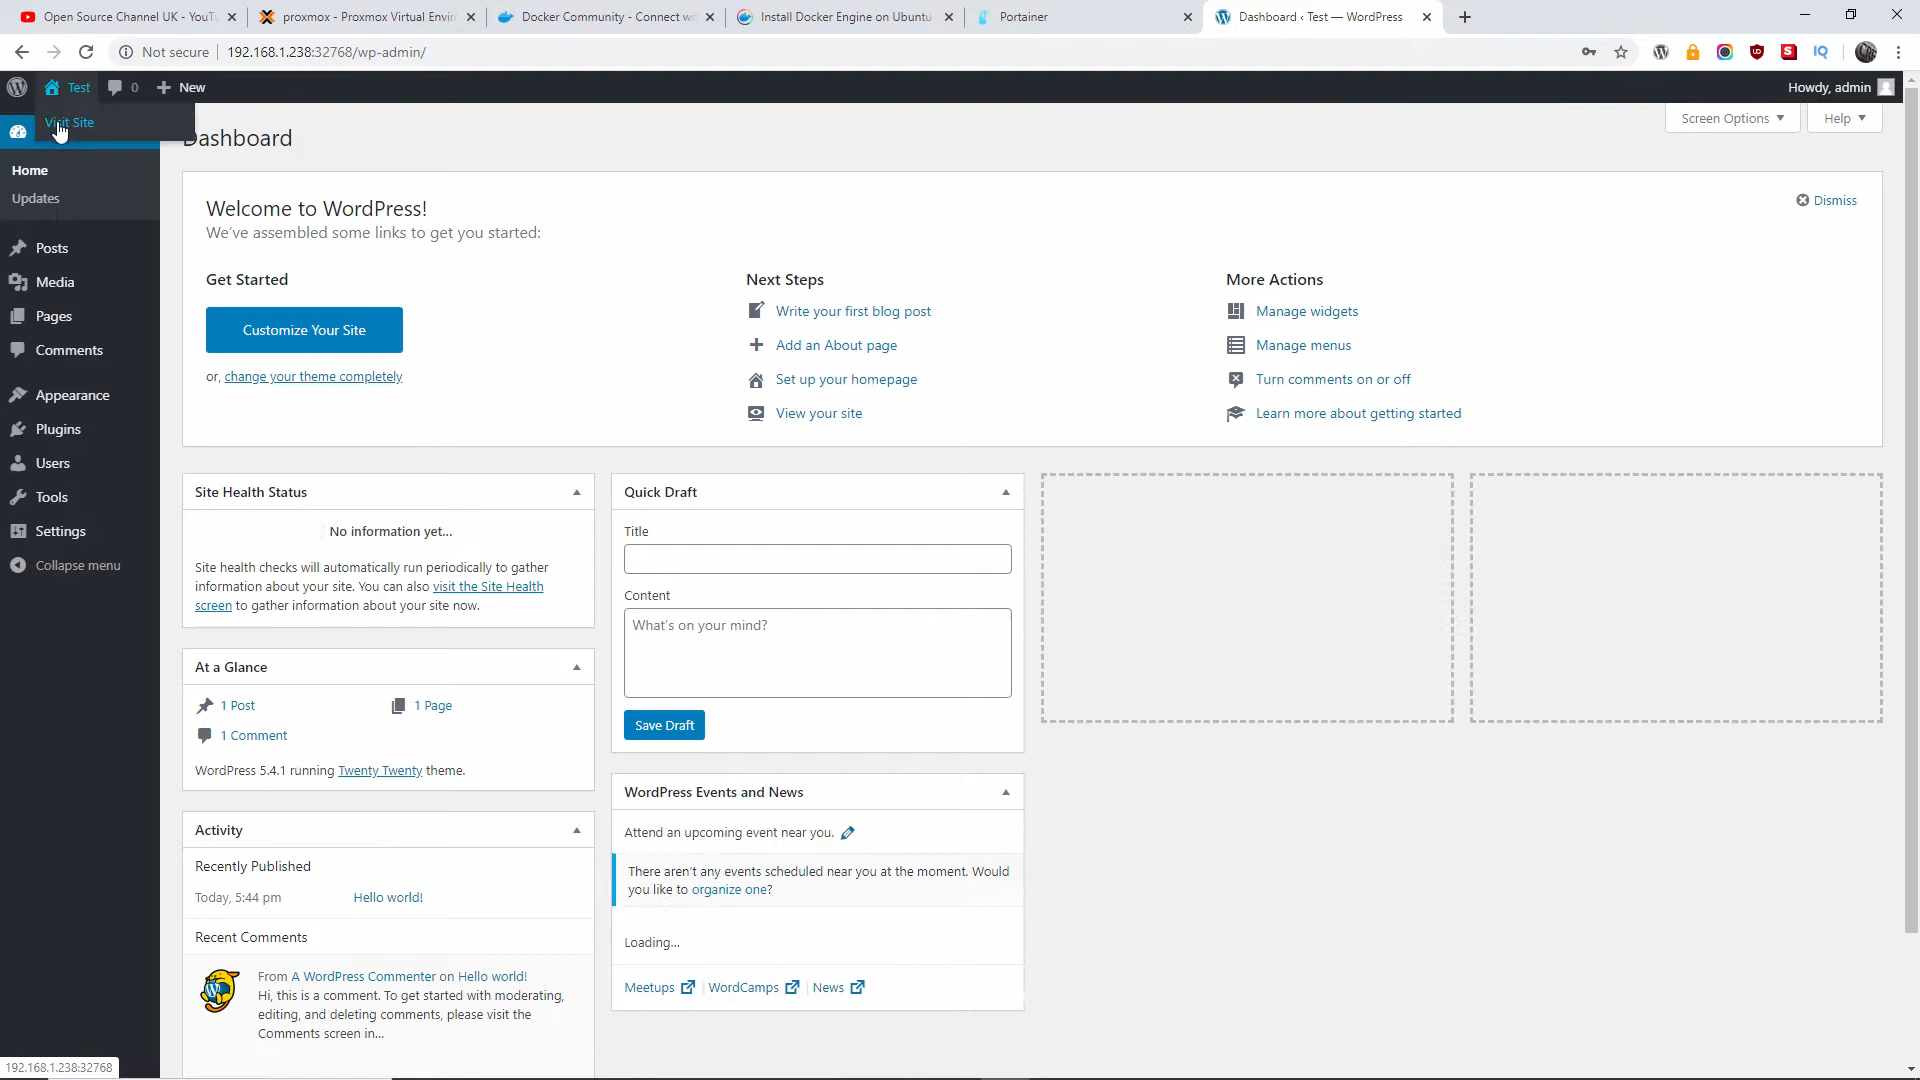 Open Source Channel UK - YouT
proxmox - Proxmox Virtual Envir
Docker Community - Connect wi
Install Docker Engine on Ubuntu
Portainer
Dashboard ‹ Test — WordPress
Not secure
192.168.1.238:32768/wp-admin/
Test
0
New
Howdy, admin
Visit Site
Dashboard
Screen Options
Help
Home
Updates
Posts
Media
Pages
Comments
Appearance
Plugins
Users
Tools
Settings
Collapse menu
Welcome to WordPress!
We've assembled some links to get you started:
Dismiss
Get Started
Customize Your Site
or, change your theme completely
Next Steps
Write your first blog post
Add an About page
Set up your homepage
View your site
More Actions
Manage widgets
Manage menus
Turn comments on or off
Learn more about getting started
Site Health Status
No information yet...
Site health checks will automatically run periodically to gather
information about your site. You can also visit the Site Health
screen to gather information about your site now.
At a Glance
1 Post
1 Page
1 Comment
WordPress 5.4.1 running Twenty Twenty theme.
Activity
Recently Published
Today, 5:44 pm
Hello world!
Recent Comments
From A WordPress Commenter on Hello world!
Hi, this is a comment. To get started with moderating,
editing, and deleting comments, please visit the
Comments screen in...
Quick Draft
Title
Content
What's on your mind?
Save Draft
WordPress Events and News
Attend an upcoming event near you.
There aren't any events scheduled near you at the moment. Would
you like to organize one?
Loading...
Meetups | WordCamps | News
192.168.1.238:32768